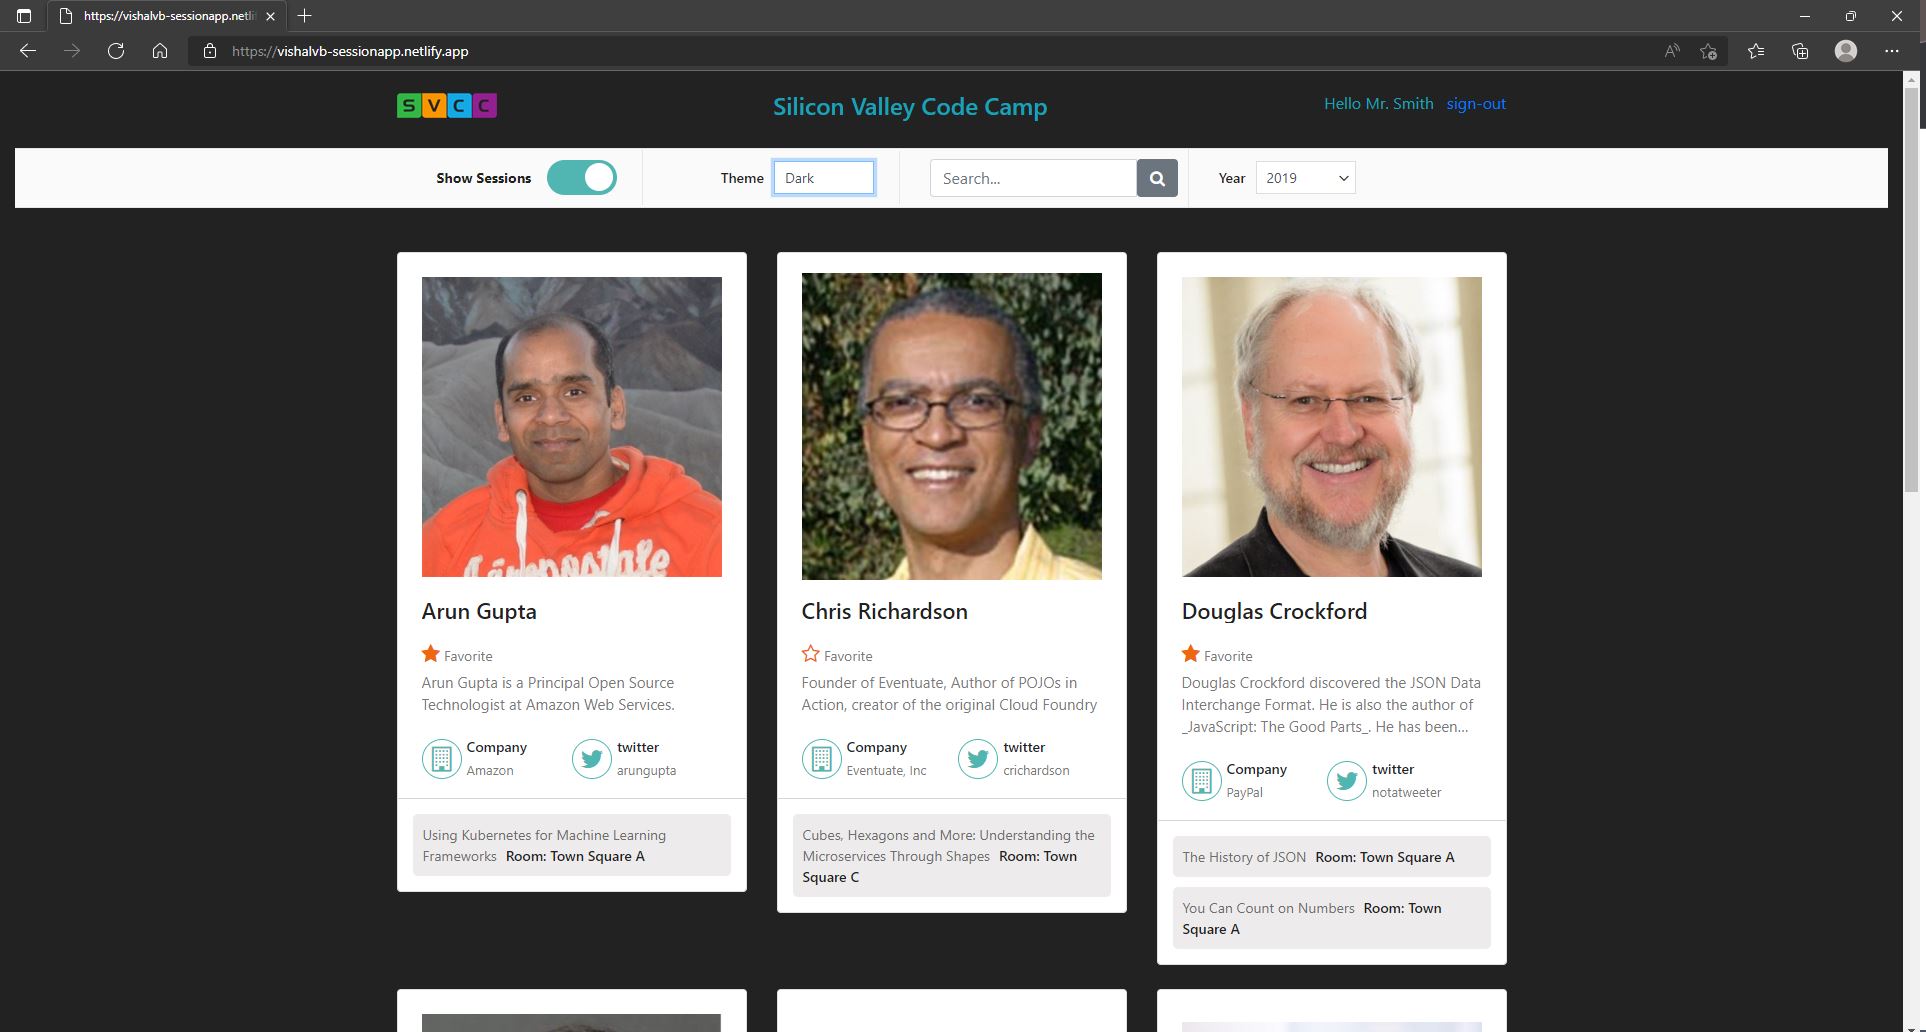 https://vishalvb-sessionapp.netli
https://vishalvb-sessionapp.netlify.app
SVCC
Silicon Valley Code Camp
Hello Mr. Smith sign-out
Show Sessions
Theme Dark
Search...
Year 2019
Arun Gupta
Favorite
Arun Gupta is a Principal Open Source
Technologist at Amazon Web Services.
Company
Amazon
twitter
arungupta
Using Kubernetes for Machine Learning
Frameworks Room: Town Square A
Chris Richardson
Favorite
Founder of Eventuate, Author of POJOs in
Action, creator of the original Cloud Foundry
Company
Eventuate, Inc
twitter
crichardson
Cubes, Hexagons and More: Understanding the
Microservices Through Shapes Room: Town
Square C
Douglas Crockford
Favorite
Douglas Crockford discovered the JSON Data
Interchange Format. He is also the author of
_JavaScript: The Good Parts_. He has been...
Company
PayPal
twitter
notatweeter
The History of JSON Room: Town Square A
You Can Count on Numbers Room: Town
Square A